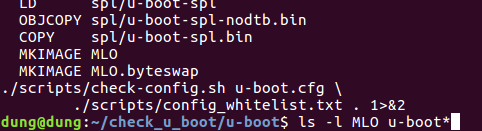 LD      spl/u-boot-spl
OBJCOPY spl/u-boot-spl-nodtb.bin
COPY    spl/u-boot-spl.bin
MKIMAGE MLO
MKIMAGE MLO.byteswap
./scripts/check-config.sh u-boot.cfg \
./scripts/config_whitelist.txt . 1>&2
dung@dung:~/check_u_boot/u-boot$ ls -l MLO u-boot*